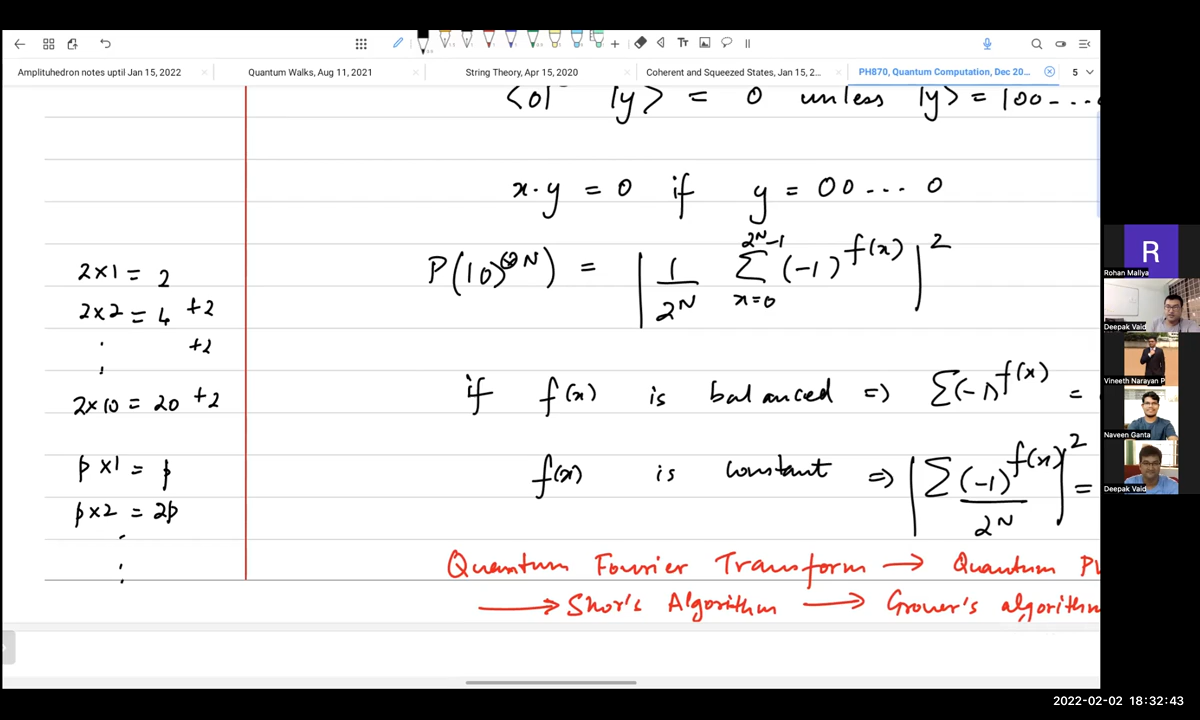 Amplituhedron notes uptil Jan 15, 2022
Quantum Walks, Aug 11, 2021
String Theory, Apr 15, 2020
Coherent and Squeezed States, Jan 15, 2...
PH870, Quantum Computation, Dec 20...
5
⟨0| |y⟩ = 0 unless |y⟩ = |00---
x·y = 0 if y = 00---0
P(|0⟩^{⊗N}) = | 1/2^N Σ_{x=0}^{2^N-1} (-1)^{f(x)} |^2
if f(x) is balanced => Σ(-1)^{f(x)} =
f(x) is constant => | Σ (-1)^{f(x)} / 2^N |^2 =
Quantum Fourier Transform → Quantum
→ Shor's Algorithm → Grover's algorithm
2×1 = 2
2×2 = 4 +2
⋮ +2
2×10 = 20 +2
p×1 = p
p×2 = 2p
⋮
R
Rohan Mallya
Deepak Vaid
Vineeth Narayan P
Naveen Ganta
Deepak Vaid
2022-02-02 18:32:43